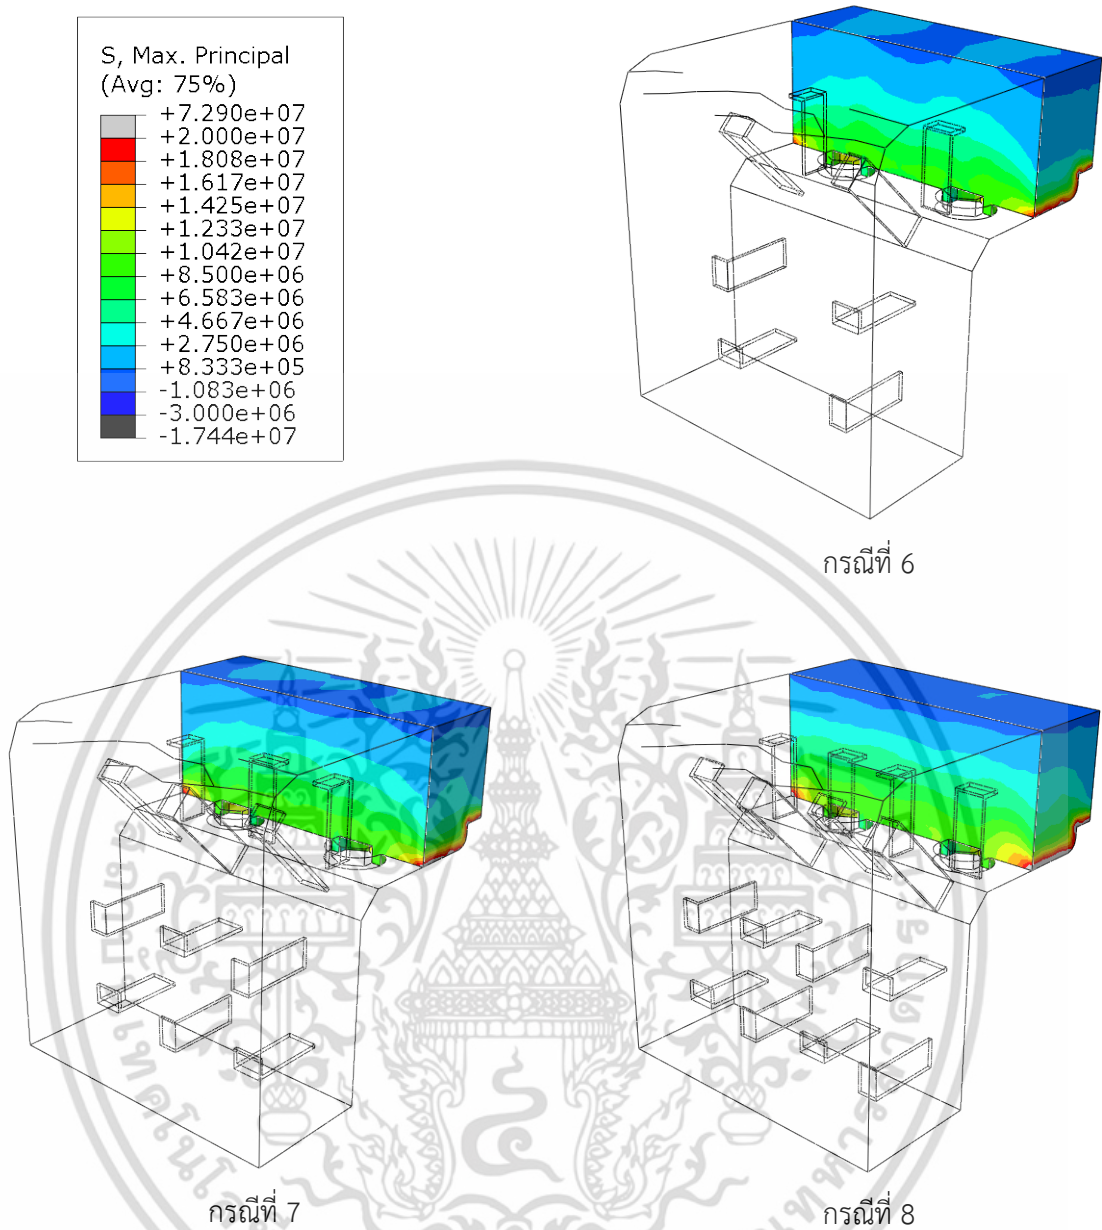 S, Max. Principal
(Avg: 75%)
+7.290e+07
+2.000e+07
+1.808e+07
+1.617e+07
+1.425e+07
+1.233e+07
+1.042e+07
+8.500e+06
+6.583e+06
+4.667e+06
+2.750e+06
+8.333e+05
-1.083e+06
-3.000e+06
-1.744e+07
กรณีที่ 6
กรณีที่ 7
กรณีที่ 8